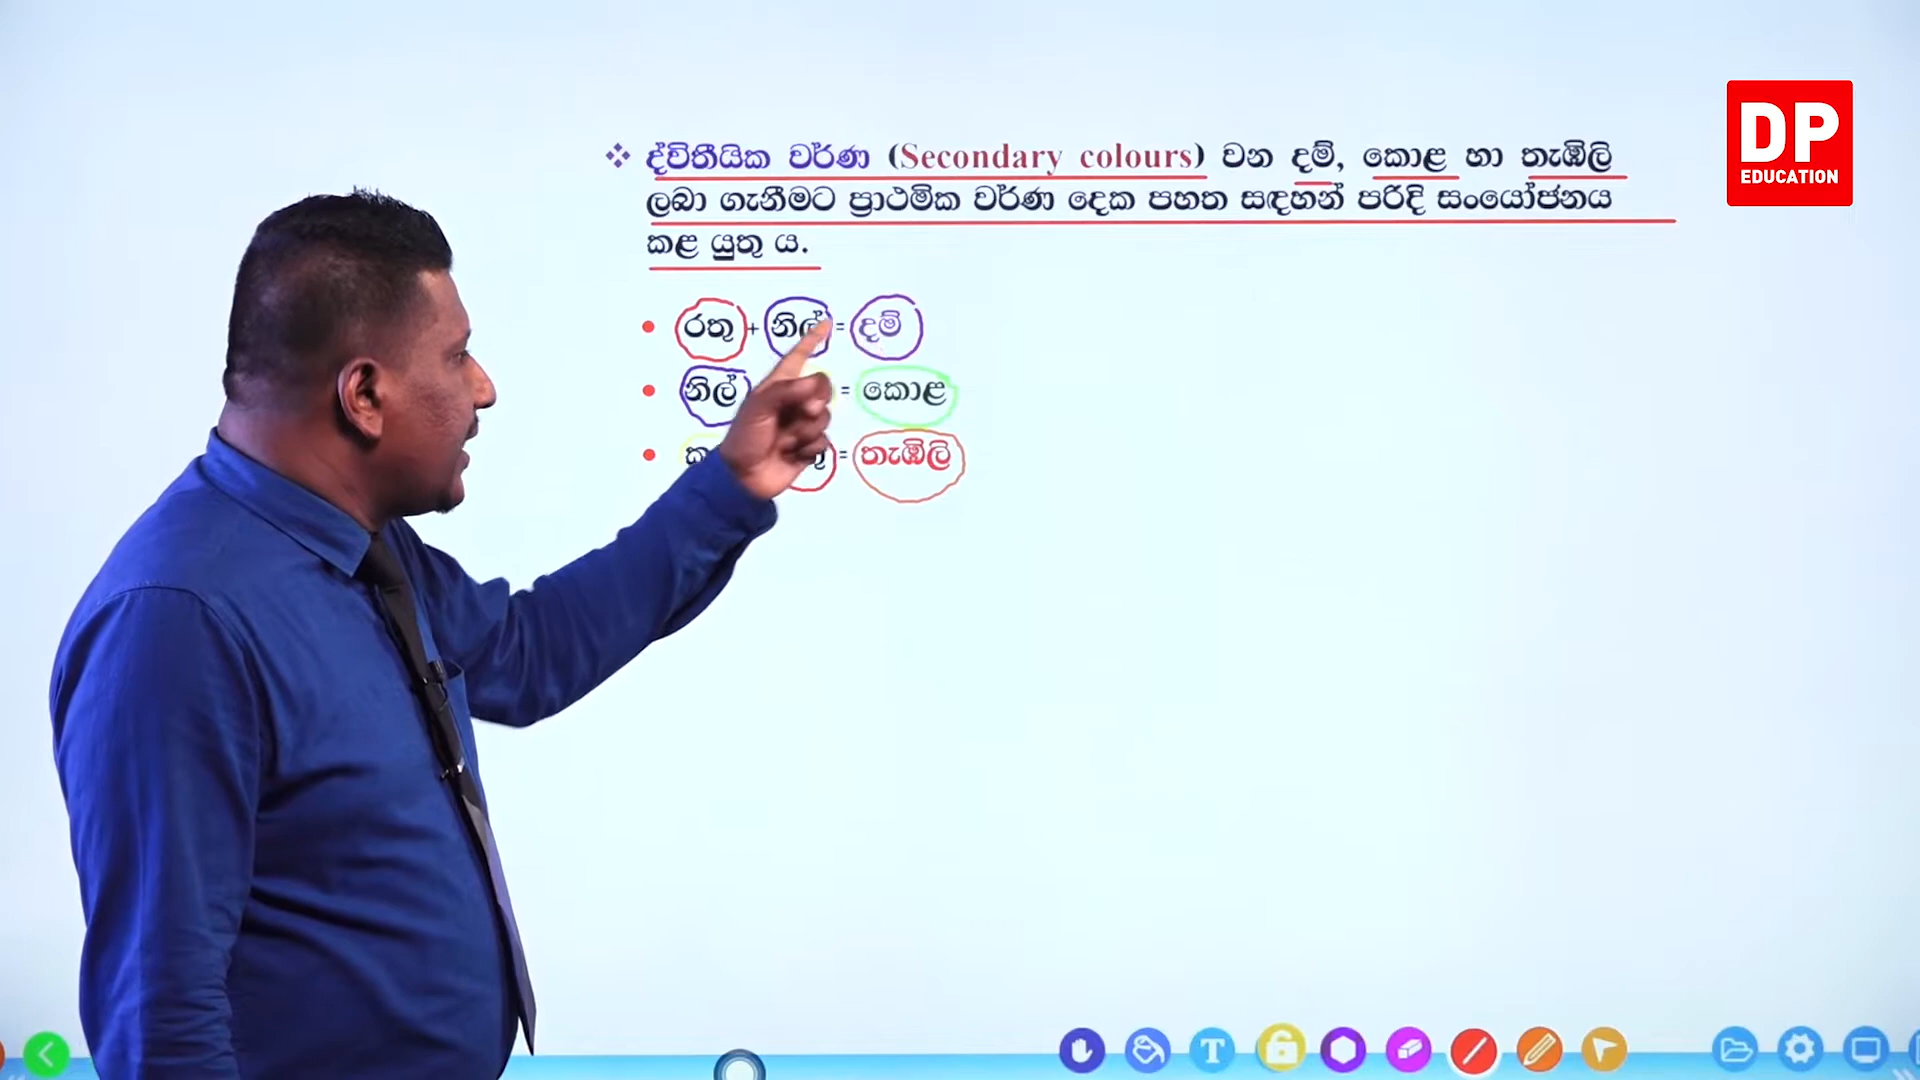 DP
EDUCATION
❖ ද්විතීයික වර්ණ (Secondary colours) වන දම්, කොළ හා තැඹිලි
ලබා ගැනීමට ප්‍රාථමික වර්ණ දෙක පහත සඳහන් පරිදි සංයෝජනය
කළ යුතු ය.
• රතු + නිල් = දම්
• නිල් = කොළ
• = තැඹිලි
T